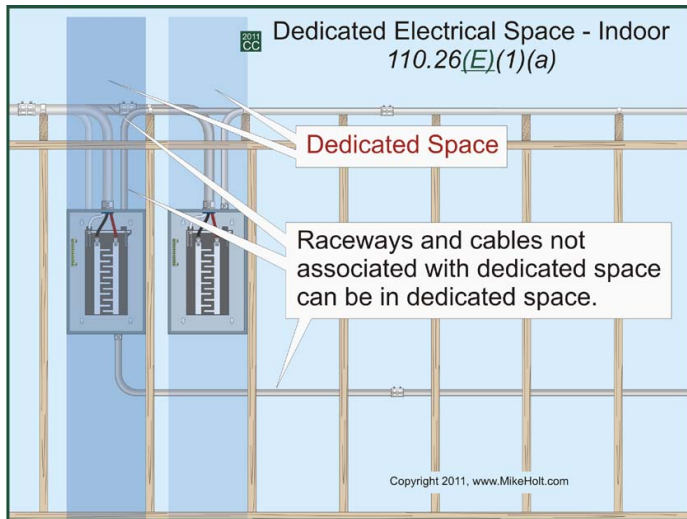 2011
CC
Dedicated Electrical Space - Indoor
110.26(E)(1)(a)
Dedicated Space
Raceways and cables not
associated with dedicated space
can be in dedicated space.
Copyright 2011, www.MikeHolt.com